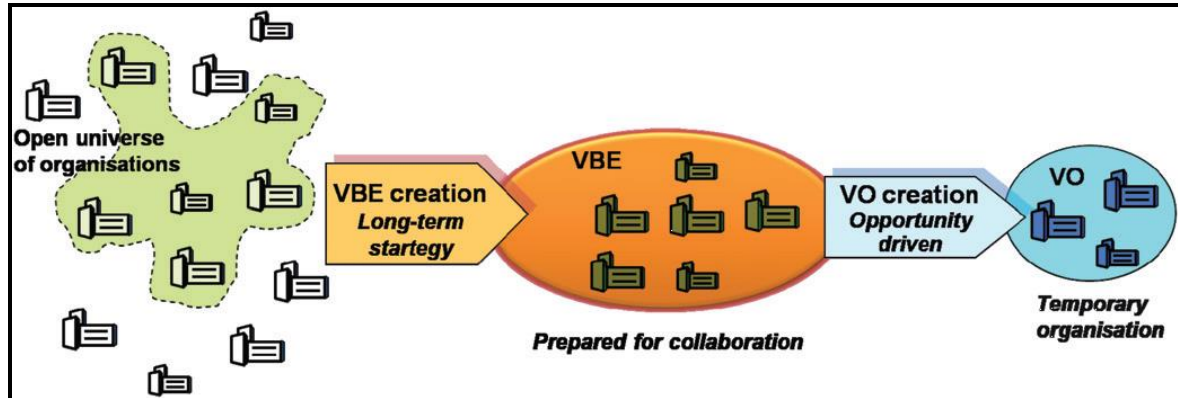 Open universe
of organisations
VBE creation
Long-term
startegy
VBE
Prepared for collaboration
VO creation
Opportunity
driven
VO
Temporary
organisation